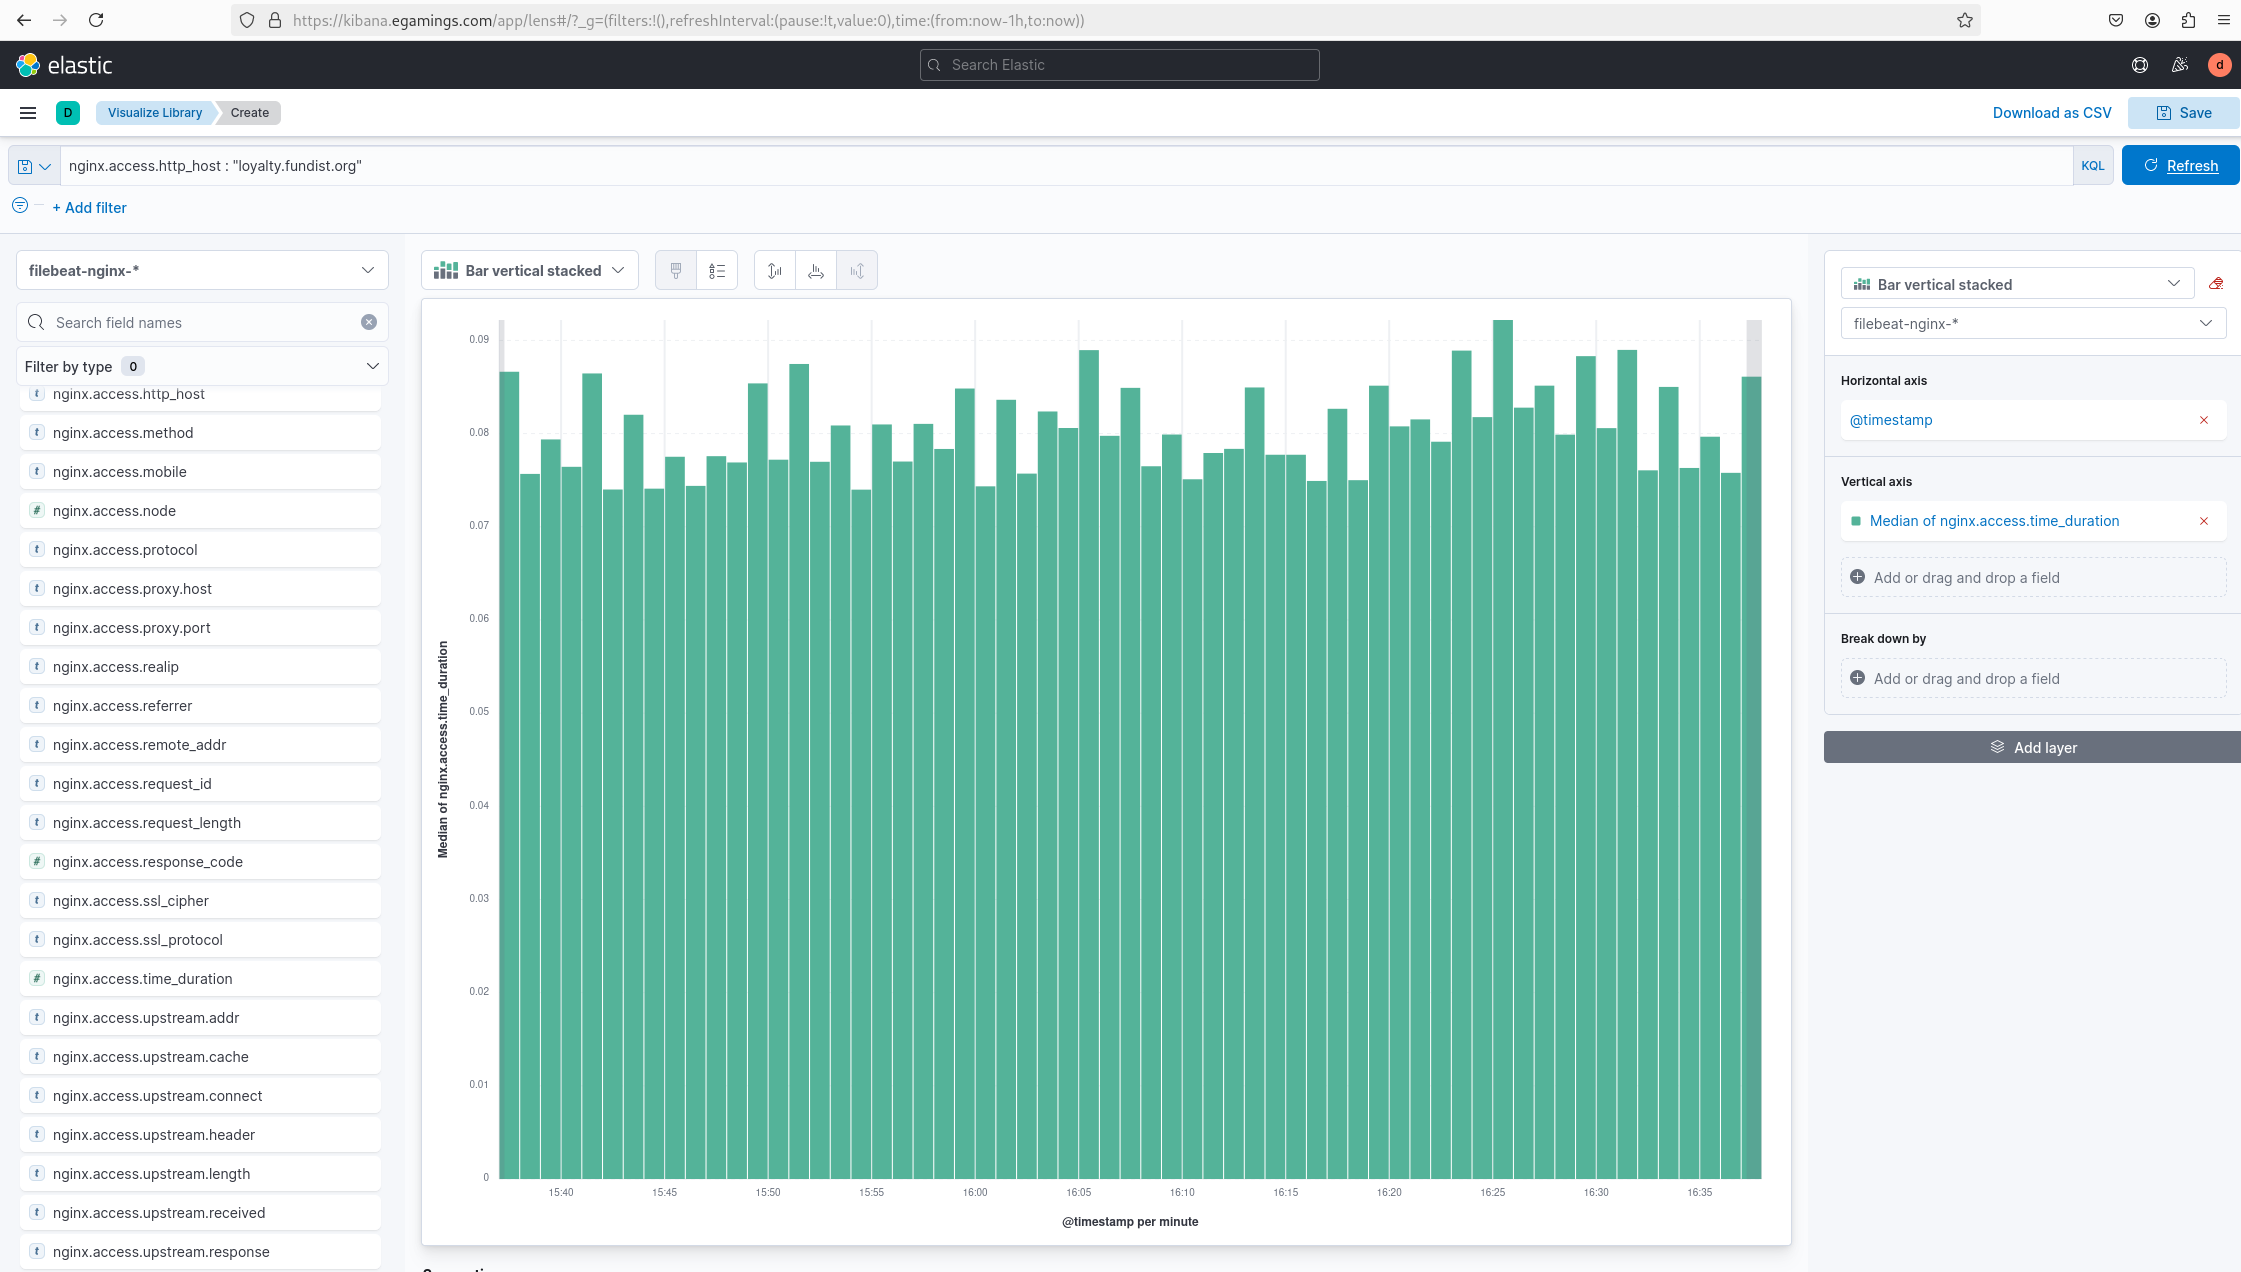 https://kibana.egamings.com/app/lens#/?_g=(filters:!(),refreshInterval:(pause:!t,value:0),time:(from:now-1h,to:now))
elastic
Search Elastic
d
D
Visualize Library
Create
Download as CSV
Save
nginx.access.http_host : "loyalty.fundist.org"
KQL
Refresh
+ Add filter
filebeat-nginx-*
Search field names
Filter by type 0
t nginx.access.http_host
t nginx.access.method
t nginx.access.mobile
# nginx.access.node
t nginx.access.protocol
t nginx.access.proxy.host
t nginx.access.proxy.port
t nginx.access.realip
t nginx.access.referrer
t nginx.access.remote_addr
t nginx.access.request_id
t nginx.access.request_length
# nginx.access.response_code
t nginx.access.ssl_cipher
t nginx.access.ssl_protocol
# nginx.access.time_duration
t nginx.access.upstream.addr
t nginx.access.upstream.cache
t nginx.access.upstream.connect
t nginx.access.upstream.header
t nginx.access.upstream.length
t nginx.access.upstream.received
t nginx.access.upstream.response
Bar vertical stacked
Median of nginx.access.time_duration
0.09
0.08
0.07
0.06
0.05
0.04
0.03
0.02
0.01
0
15:40 15:45 15:50 15:55 16:00 16:05 16:10 16:15 16:20 16:25 16:30 16:35
@timestamp per minute
Bar vertical stacked
filebeat-nginx-*
Horizontal axis
@timestamp
Vertical axis
Median of nginx.access.time_duration
Add or drag and drop a field
Break down by
Add or drag and drop a field
Add layer